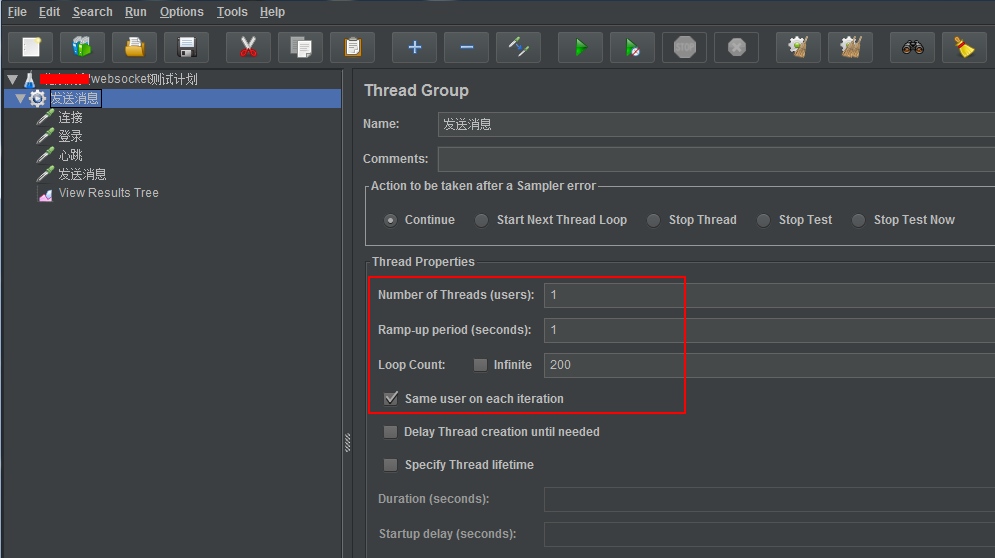 File Edit Search Run Options Tools Help
websocket测试计划
发送消息
连接
登录
心跳
发送消息
View Results Tree
Thread Group
Name: 发送消息
Comments:
Action to be taken after a Sampler error
Continue Start Next Thread Loop Stop Thread Stop Test Stop Test Now
Thread Properties
Number of Threads (users): 1
Ramp-up period (seconds): 1
Loop Count: Infinite 200
Same user on each iteration
Delay Thread creation until needed
Specify Thread lifetime
Duration (seconds):
Startup delay (seconds):